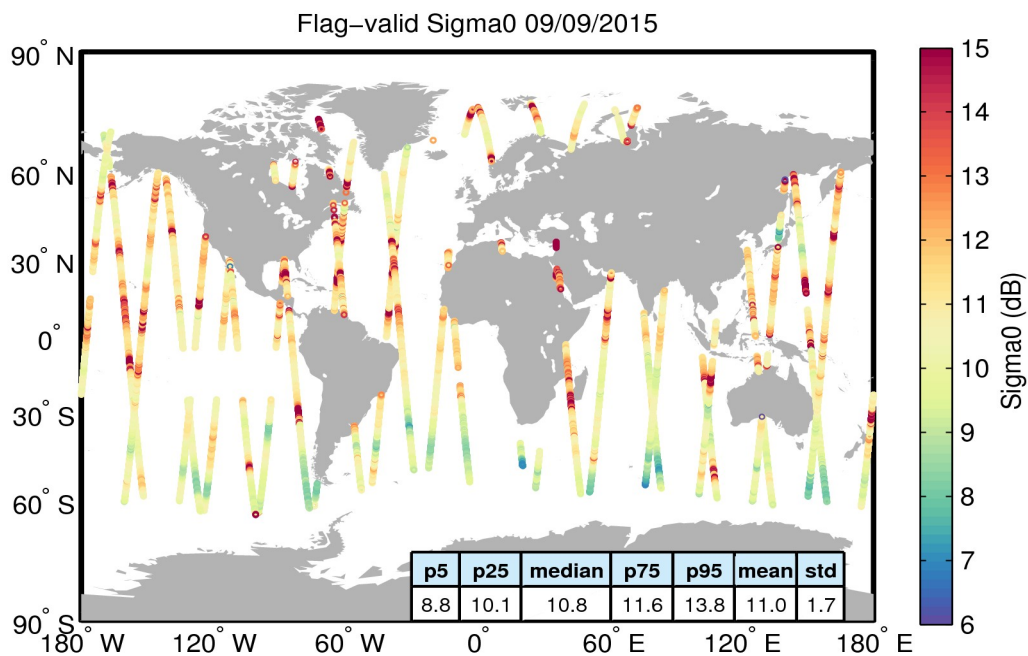 Flag−valid Sigma0 09/09/2015
90° N
60° N
30° N
0°
30° S
60° S
90° S
180° W
120° W
60° W
0°
60° E
120° E
180° E
15
14
13
12
11
10
9
8
7
6
Sigma0 (dB)
p5 p25 median p75 p95 mean std
8.8 10.1 10.8 11.6 13.8 11.0 1.7